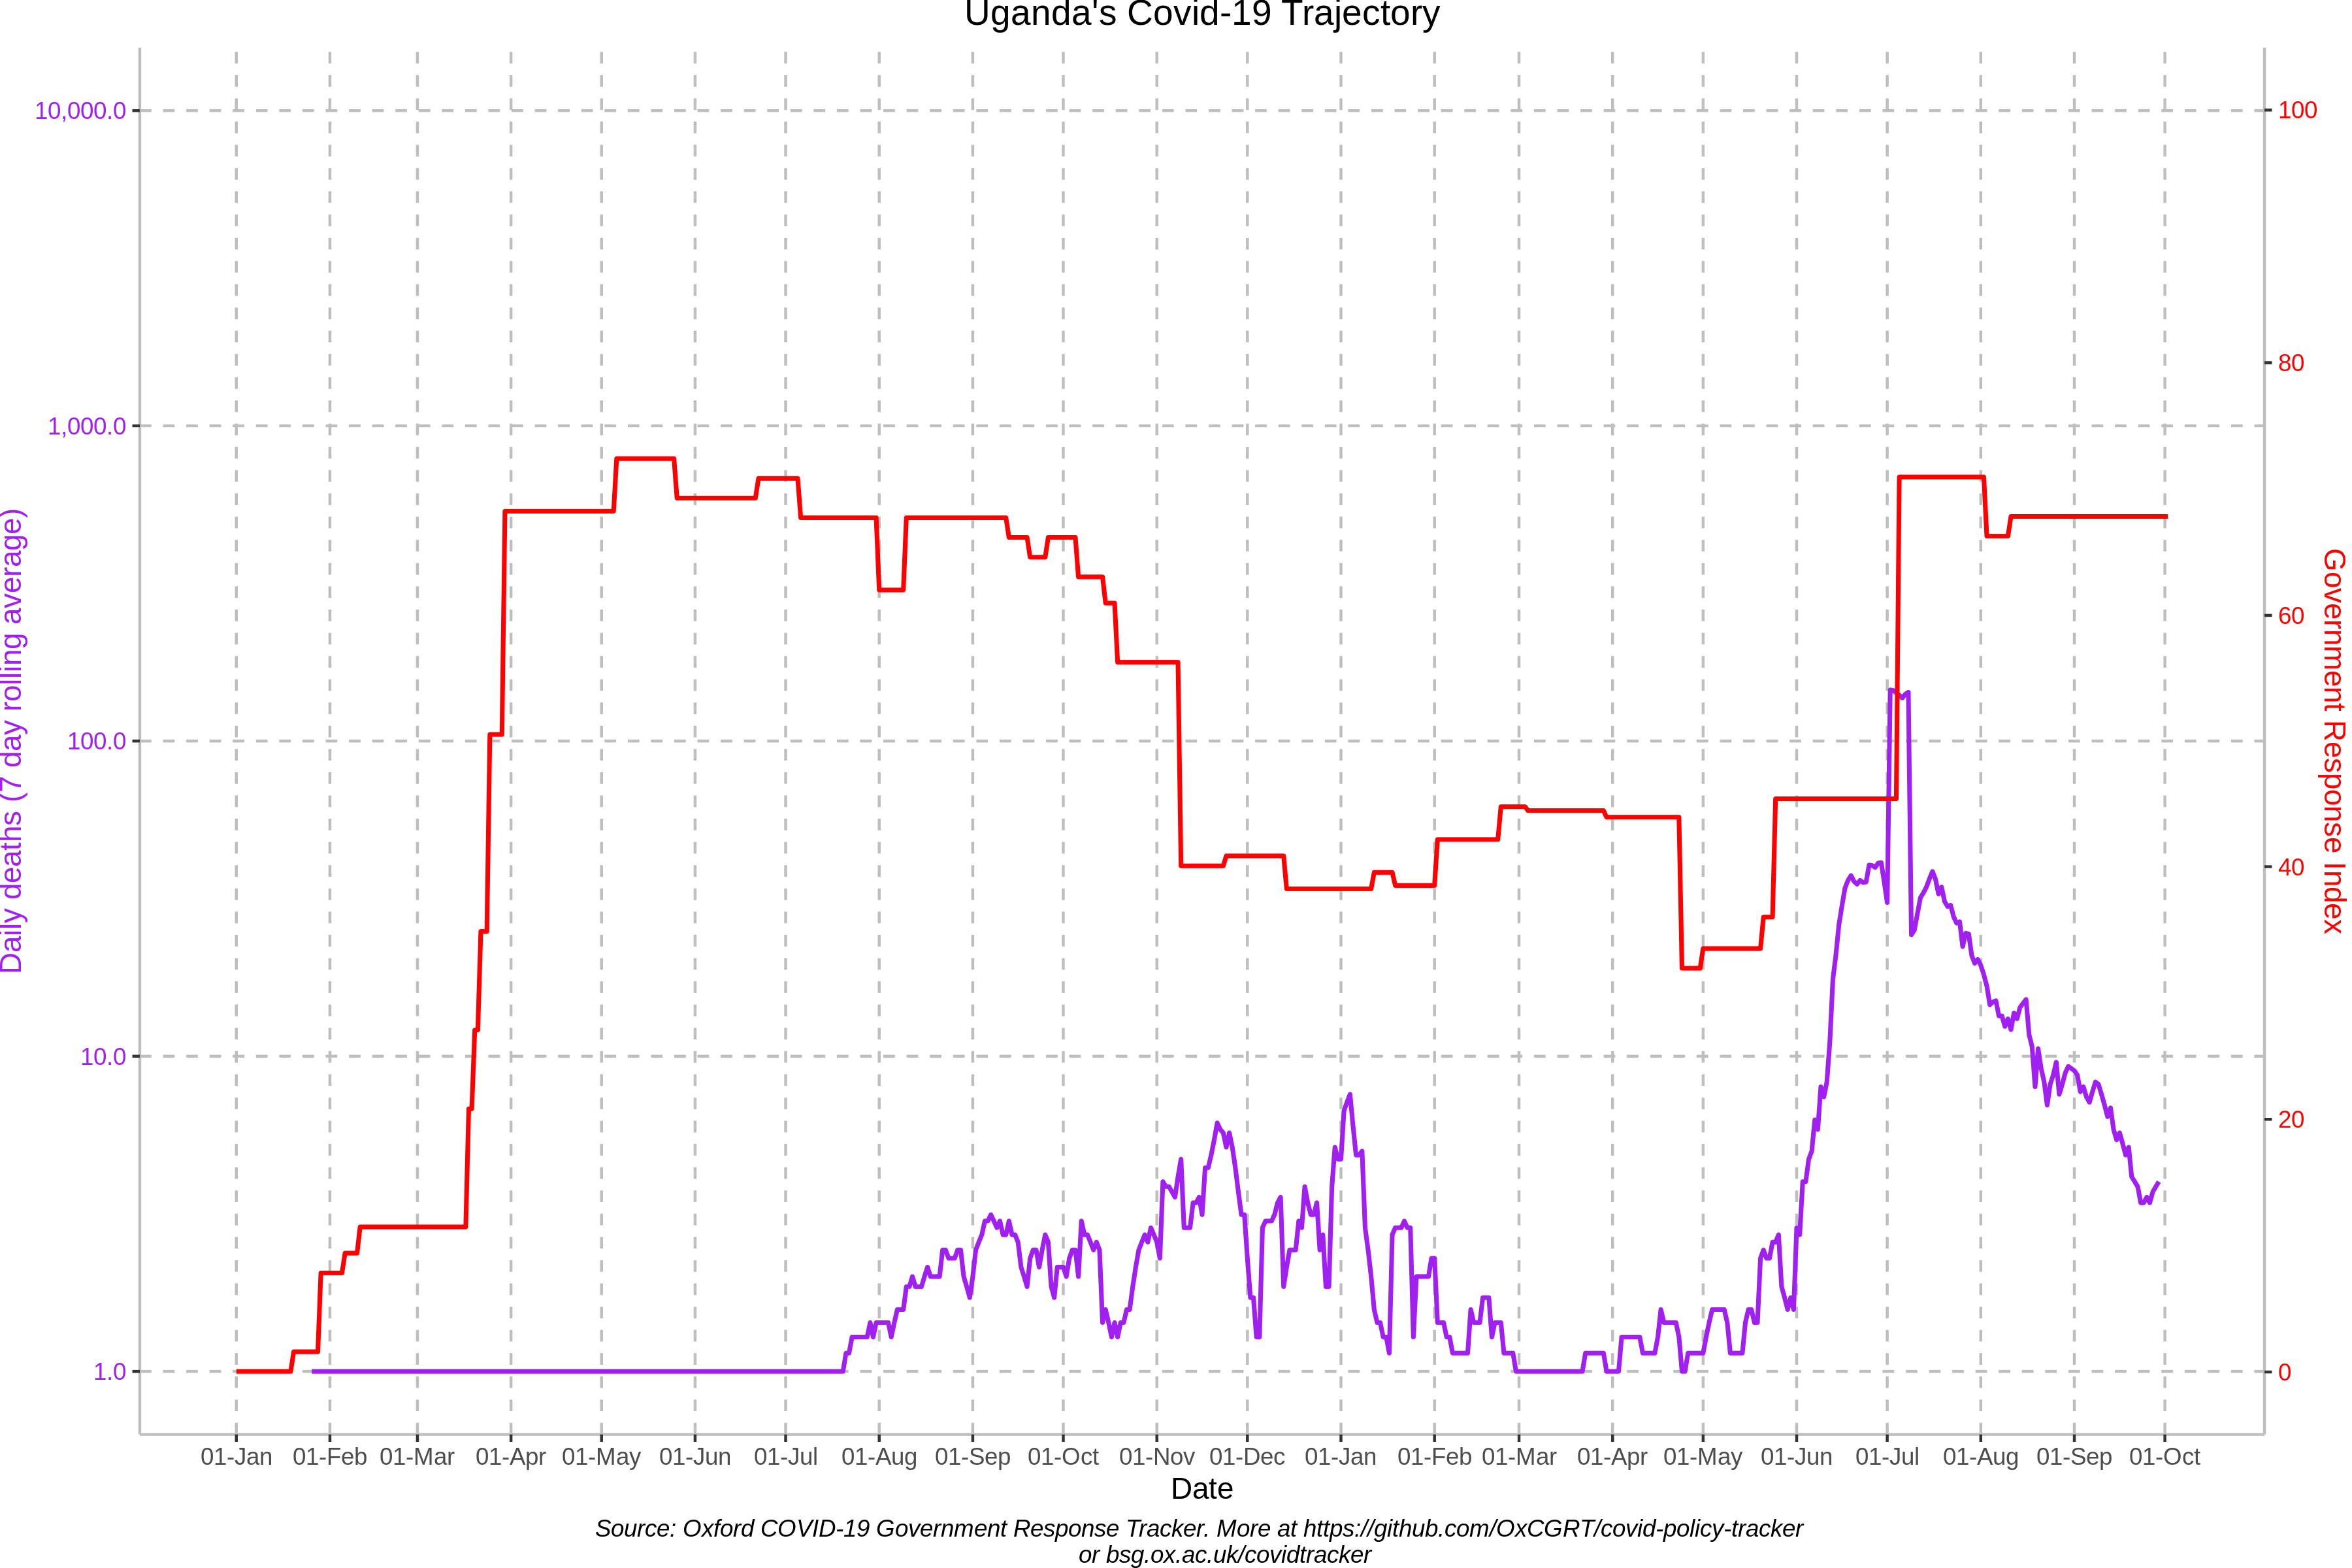 Uganda's Covid-19 Trajectory
10,000.0
1,000.0
100.0
10.0
1.0
Daily deaths (7 day rolling average)
100
80
60
40
20
0
Government Response Index
01-Jan 01-Feb 01-Mar 01-Apr 01-May 01-Jun 01-Jul 01-Aug 01-Sep 01-Oct 01-Nov 01-Dec 01-Jan 01-Feb 01-Mar 01-Apr 01-May 01-Jun 01-Jul 01-Aug 01-Sep 01-Oct
Date
Source: Oxford COVID-19 Government Response Tracker. More at https://github.com/OxCGRT/covid-policy-tracker
or bsg.ox.ac.uk/covidtracker